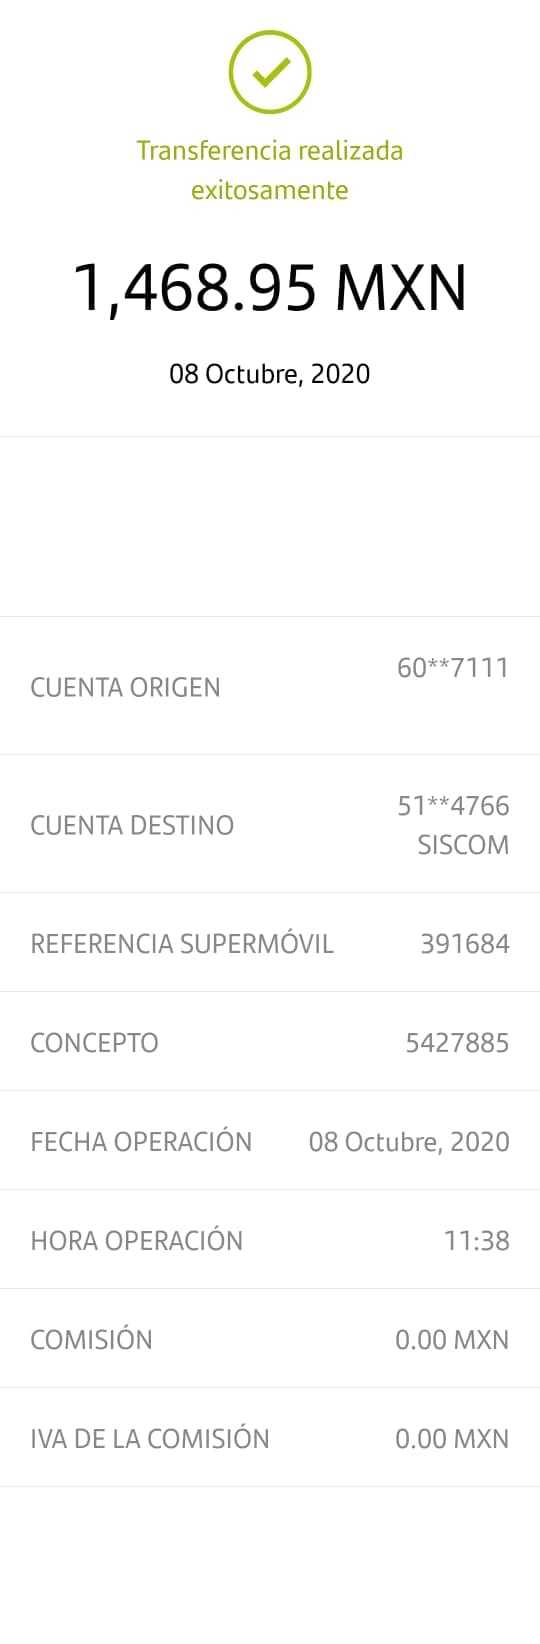 Transferencia realizada
exitosamente
1,468.95 MXN
08 Octubre, 2020
CUENTA ORIGEN
60**7111
CUENTA DESTINO
51**4766
SISCOM
REFERENCIA SUPERMÓVIL 391684
CONCEPTO 5427885
FECHA OPERACIÓN 08 Octubre, 2020
HORA OPERACIÓN 11:38
COMISIÓN 0.00 MXN
IVA DE LA COMISIÓN 0.00 MXN